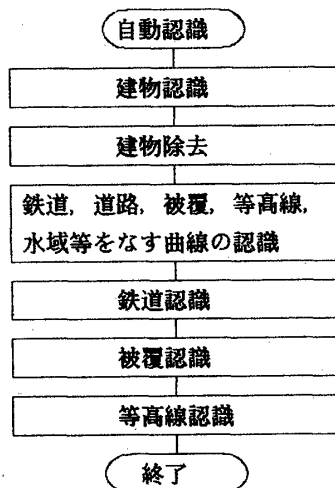 自動認識
建物認識
建物除去
鉄道，道路，被覆，等高線，
水域等をなす曲線の認識
鉄道認識
被覆認識
等高線認識
終了